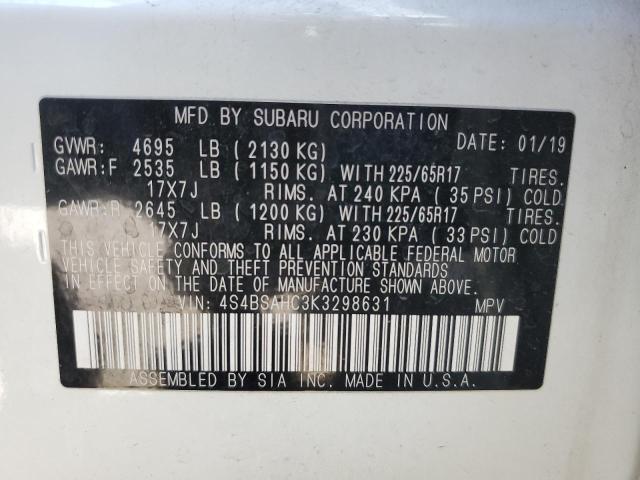 MFD. BY SUBARU CORPORATION
GVWR: 4695 LB ( 2130 KG) DATE: 01/19
GAWR:F 2535 LB ( 1150 KG) WITH 225/65R17 TIRES.
17X7J RIMS. AT 240 KPA ( 35 PSI) COLD
GAWR:R 2645 LB ( 1200 KG) WITH 225/65R17 TIRES.
17X7J RIMS. AT 230 KPA ( 33 PSI) COLD
THIS VEHICLE CONFORMS TO ALL APPLICABLE FEDERAL MOTOR
VEHICLE SAFETY AND THEFT PREVENTION STANDARDS
IN EFFECT ON THE DATE OF MANUFACTURE SHOWN ABOVE.
VIN: 4S4BSAHC3K3298631 MPV
ASSEMBLED BY SIA INC. MADE IN U.S.A.